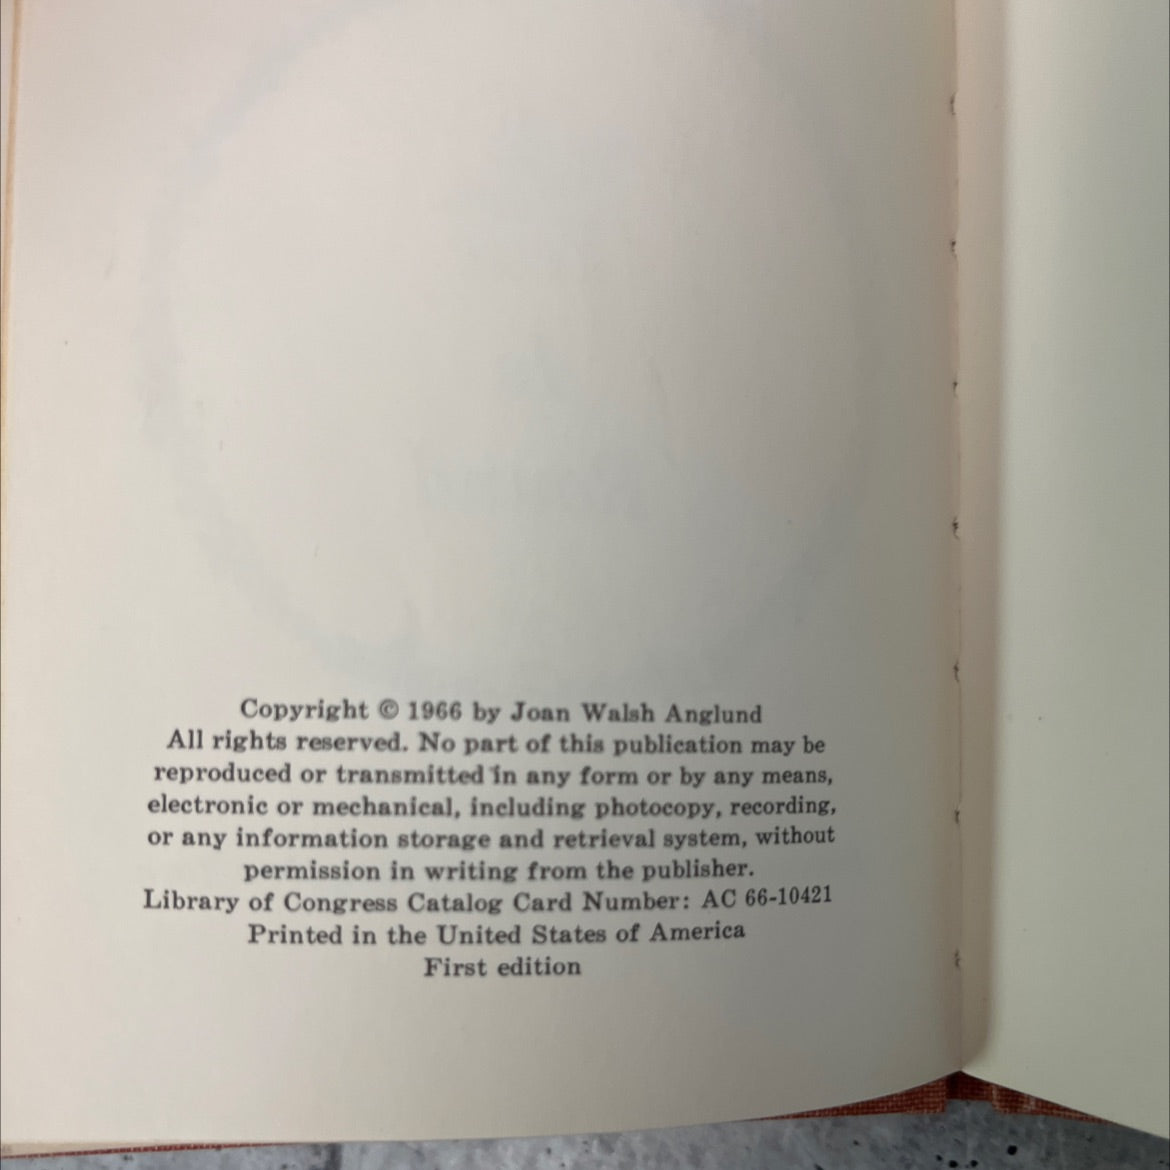 Copyright © 1966 by Joan Walsh Anglund
All rights reserved. No part of this publication may be
reproduced or transmitted in any form or by any means,
electronic or mechanical, including photocopy, recording,
or any information storage and retrieval system, without
permission in writing from the publisher.
Library of Congress Catalog Card Number: AC 66-10421
Printed in the United States of America
First edition